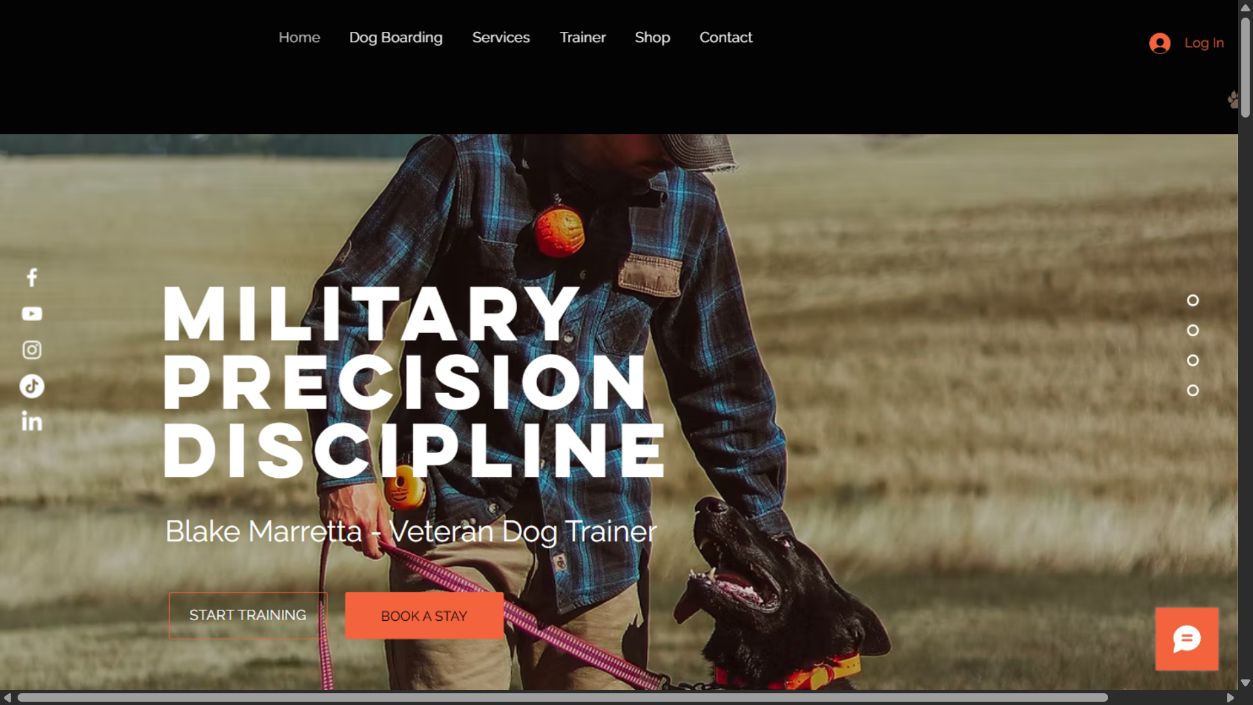 Home Dog Boarding Services Trainer Shop Contact
Log In
MILITARY
PRECISION
DISCIPLINE
Blake Marretta - Veteran Dog Trainer
START TRAINING BOOK A STAY